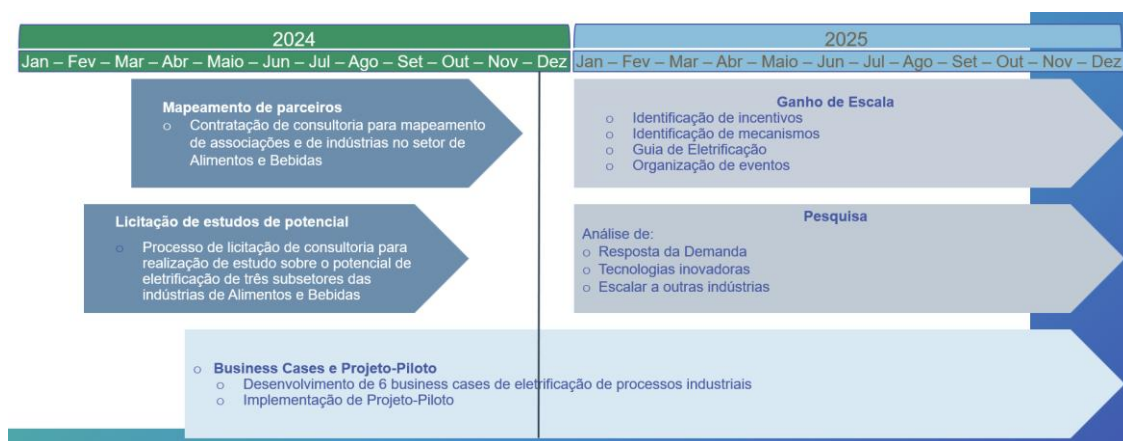 2024
2025
Jan – Fev – Mar – Abr – Maio – Jun – Jul – Ago – Set – Out – Nov – Dez
Jan – Fev – Mar – Abr – Maio – Jun – Jul – Ago – Set – Out – Nov – Dez
Mapeamento de parceiros
○ Contratação de consultoria para mapeamento
de associações e de indústrias no setor de
Alimentos e Bebidas
Ganho de Escala
○ Identificação de incentivos
○ Identificação de mecanismos
○ Guia de Eletrificação
○ Organização de eventos
Licitação de estudos de potencial
○ Processo de licitação de consultoria para
realização de estudo sobre o potencial de
eletrificação de três subsetores das
indústrias de Alimentos e Bebidas
Pesquisa
Análise de:
○ Resposta da Demanda
○ Tecnologias inovadoras
○ Escalar a outras indústrias
○ Business Cases e Projeto-Piloto
○ Desenvolvimento de 6 business cases de eletrificação de processos industriais
○ Implementação de Projeto-Piloto